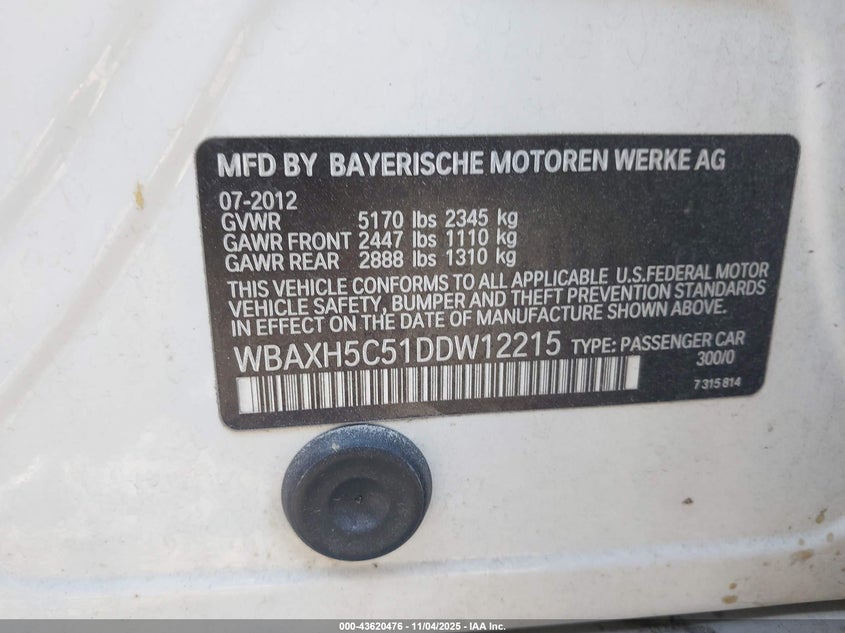 MFD BY BAYERISCHE MOTOREN WERKE AG
07-2012
GVWR 5170 lbs 2345 kg
GAWR FRONT 2447 lbs 1110 kg
GAWR REAR 2888 lbs 1310 kg
THIS VEHICLE CONFORMS TO ALL APPLICABLE U.S.FEDERAL MOTOR
VEHICLE SAFETY, BUMPER AND THEFT PREVENTION STANDARDS
IN EFFECT ON THE DATE OF MANUFACTURE SHOWN ABOVE.
WBAXH5C51DDW12215 TYPE: PASSENGER CAR
300/0
7315814
000-43620476 - 11/04/2025 - IAA Inc.